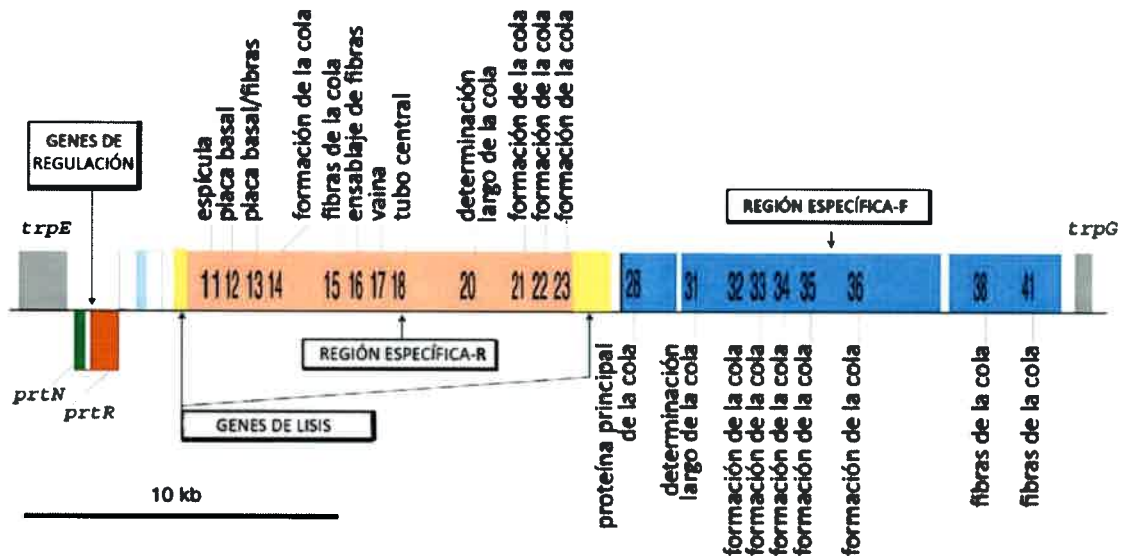 GENES DE
REGULACIÓN
trpE
prtN
prtR
espícula
placa basal
placa basal/fibras
formación de la cola
fibras de la cola
ensablaje de fibras
vaina
tubo central
determinación
largo de la cola
formación de la cola
formación de la cola
formación de la cola
REGIÓN ESPECÍFICA-F
trpG
11 12 13 14 15 16 17 18 20 21 22 23 28 31 32 33 34 35 36 38 41
REGIÓN ESPECÍFICA-R
GENES DE LISIS
proteína principal
de la cola
determinación
largo de la cola
formación de la cola
formación de la cola
formación de la cola
formación de la cola
formación de la cola
fibras de la cola
fibras de la cola
10 kb